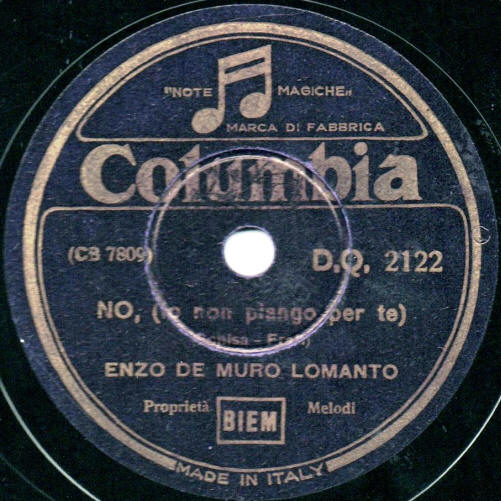 "NOTE MAGICHE"
MARCA DI FABBRICA
Columbia
(CB 7809) D.Q. 2122
NO, (io non piango per te)
ENZO DE MURO LOMANTO
Proprietà BIEM Melodi
MADE IN ITALY